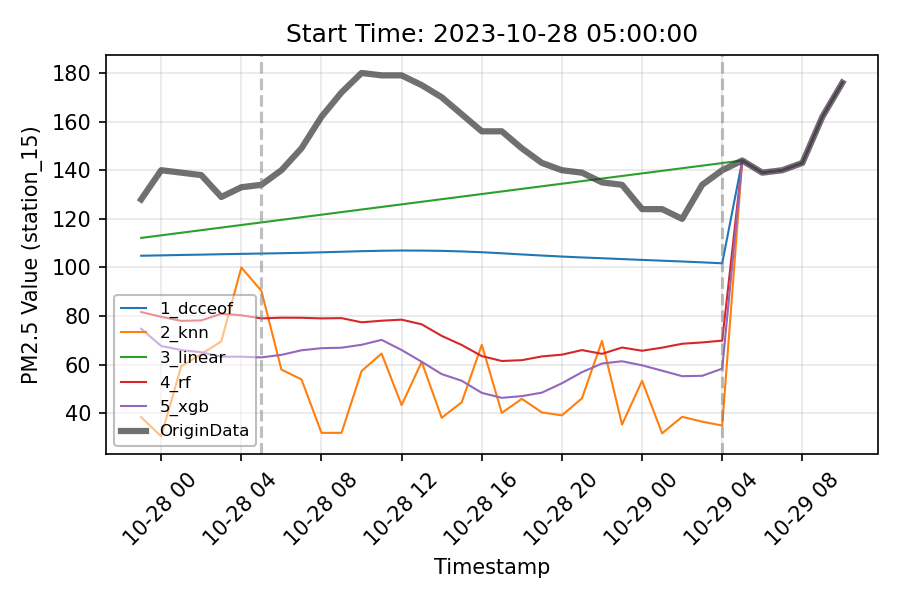 Start Time: 2023-10-28 05:00:00
PM2.5 Value (station_15)
180
160
140
120
100
80
60
40
1_dcceof
2_knn
3_linear
4_rf
5_xgb
OriginData
10-28 00
10-28 04
10-28 08
10-28 12
10-28 16
10-28 20
10-29 00
10-29 04
10-29 08
Timestamp